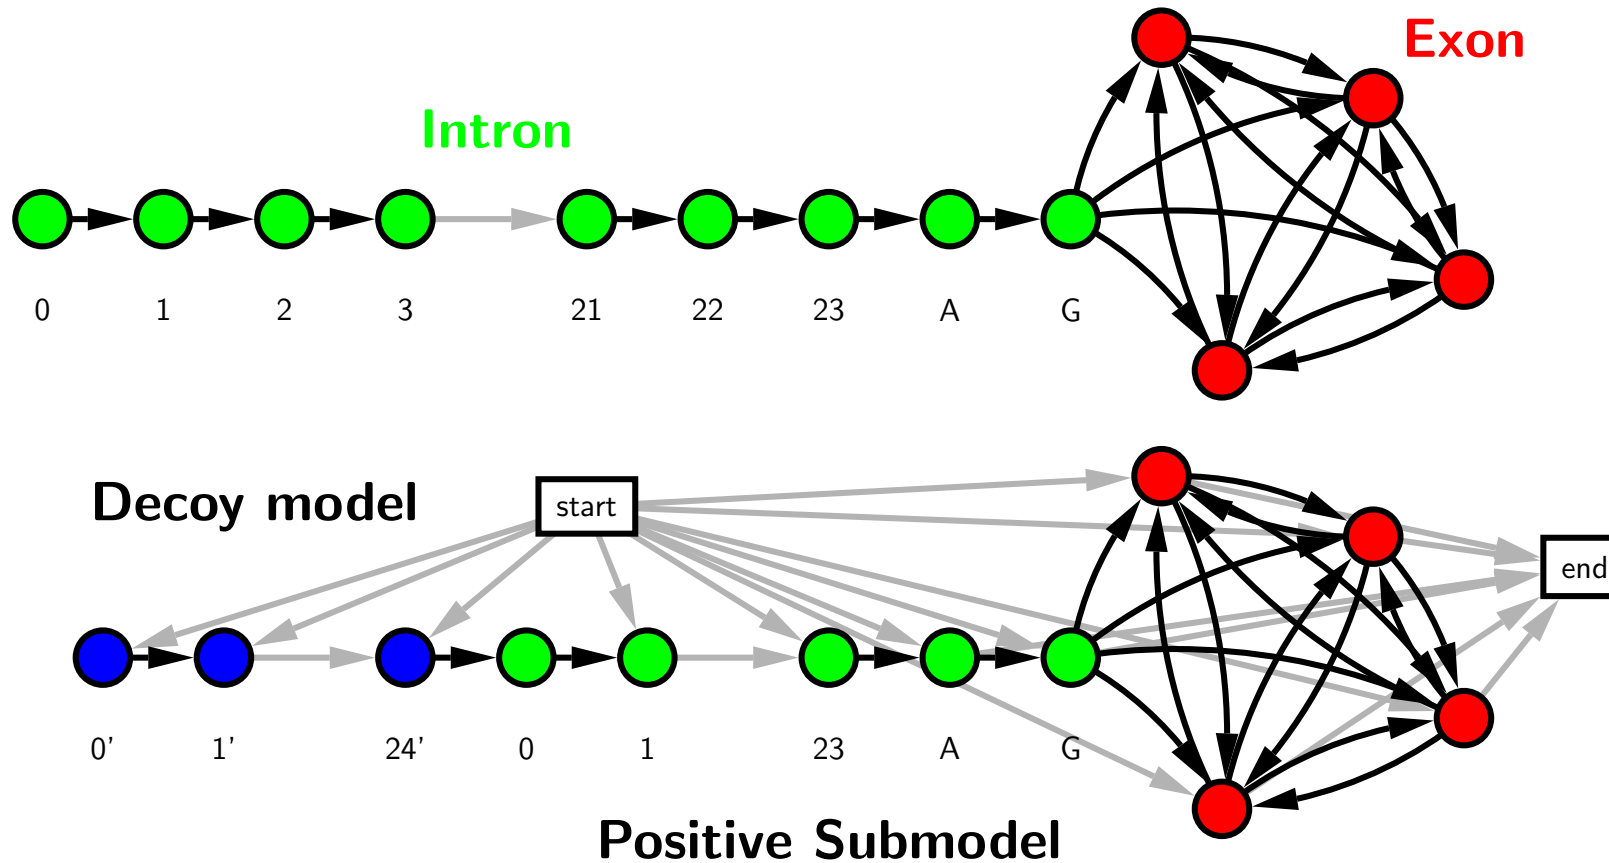 Exon
Intron
0 1 2 3 21 22 23 A G
Decoy model
start
end
0' 1' 24' 0 1 23 A G
Positive Submodel